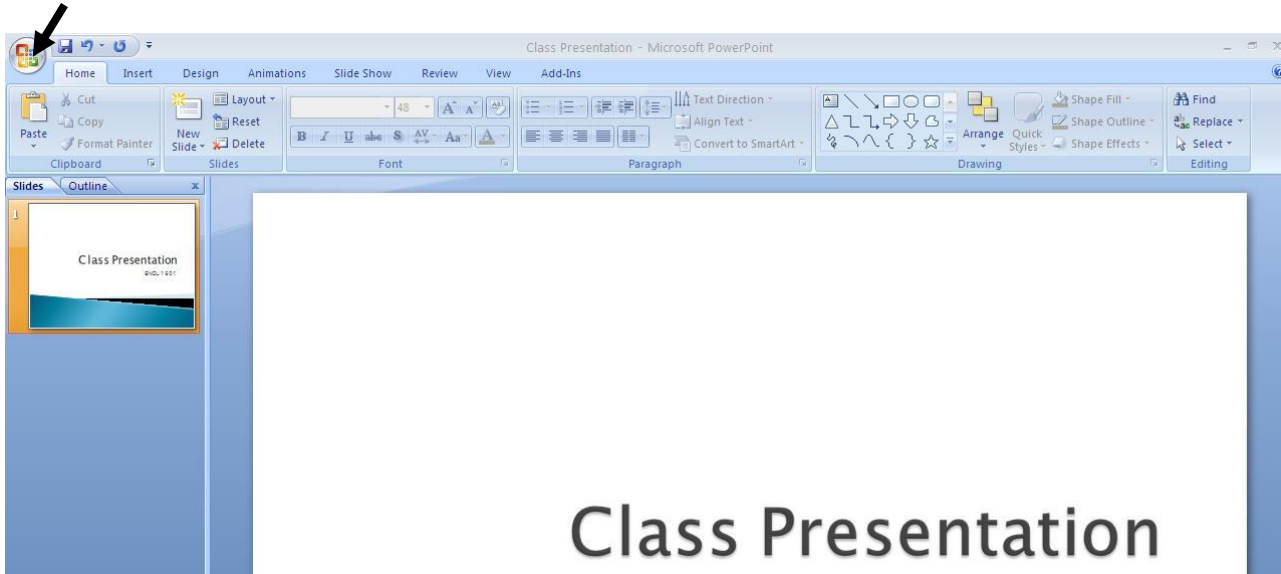 Class Presentation - Microsoft PowerPoint
Home Insert Design Animations Slide Show Review View Add-Ins
Cut
Copy
Format Painter
Paste
Clipboard
New
Slide
Layout
Reset
Delete
Slides
48
B I U abc S AV Aa A
Font
Text Direction
Align Text
Convert to SmartArt
Paragraph
Arrange
Quick
Styles
Shape Fill
Shape Outline
Shape Effects
Drawing
Find
Replace
Select
Editing
Slides Outline x
1
Class Presentation
Class Presentation